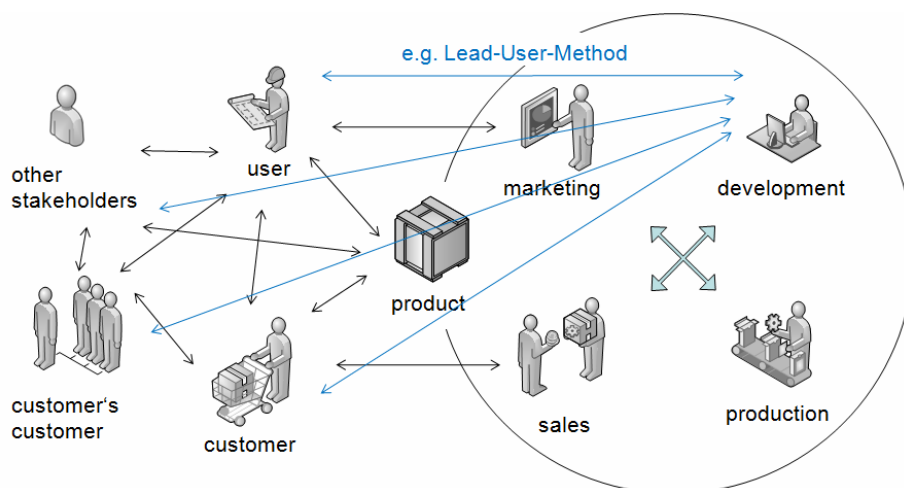 e.g. Lead-User-Method
other
stakeholders
user
marketing
development
product
customer‘s
customer
customer
sales
production